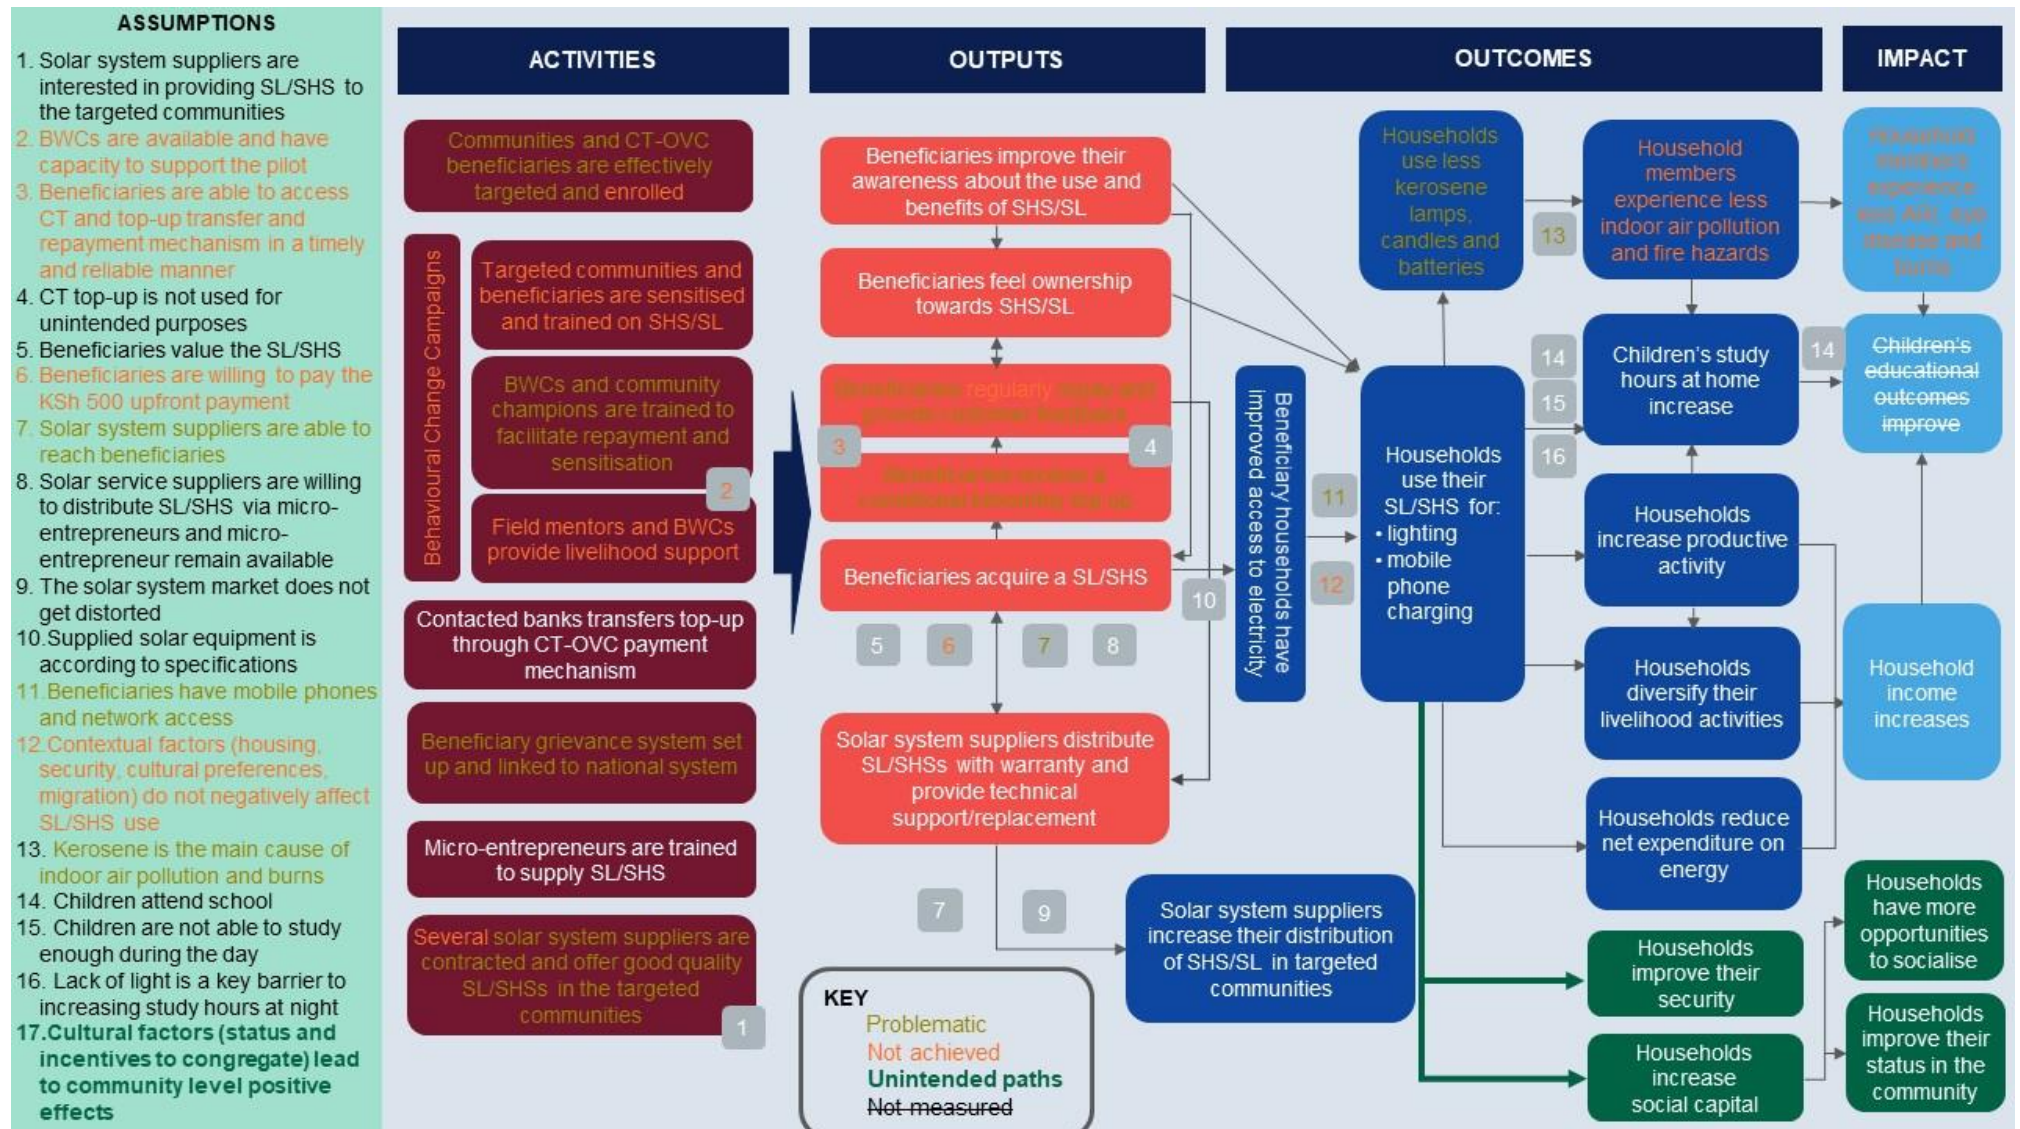 ASSUMPTIONS
1. Solar system suppliers are
interested in providing SL/SHS to
the targeted communities
2. BWCs are available and have
capacity to support the pilot
3. Beneficiaries are able to access
CT and top-up transfer and
repayment mechanism in a timely
and reliable manner
4. CT top-up is not used for
unintended purposes
5. Beneficiaries value the SL/SHS
6. Beneficiaries are willing to pay the
KSh 500 upfront payment
7. Solar system suppliers are able to
reach beneficiaries
8. Solar service suppliers are willing
to distribute SL/SHS via micro-
entrepreneurs and micro-
entrepreneur remain available
9. The solar system market does not
get distorted
10.Supplied solar equipment is
according to specifications
11.Beneficiaries have mobile phones
and network access
12.Contextual factors (housing,
security, cultural preferences,
migration) do not negatively affect
SL/SHS use
13. Kerosene is the main cause of
indoor air pollution and burns
14. Children attend school
15. Children are not able to study
enough during the day
16. Lack of light is a key barrier to
increasing study hours at night
17.Cultural factors (status and
incentives to congregate) lead
to community level positive
effects
ACTIVITIES
Communities and CT-OVC
beneficiaries are effectively
targeted and enrolled
Behavioural Change Campaigns
Targeted communities and
beneficiaries are sensitised
and trained on SHS/SL
BWCs and community
champions are trained to
facilitate repayment and
sensitisation
2
Field mentors and BWCs
provide livelihood support
Contacted banks transfers top-up
through CT-OVC payment
mechanism
Beneficiary grievance system set
up and linked to national system
Micro-entrepreneurs are trained
to supply SL/SHS
Several solar system suppliers are
contracted and offer good quality
SL/SHSs in the targeted
communities
1
OUTPUTS
Beneficiaries improve their
awareness about the use and
benefits of SHS/SL
Beneficiaries feel ownership
towards SHS/SL
regularly
3
4
Beneficiaries acquire a SL/SHS
10
5
6
7
8
Solar system suppliers distribute
SL/SHSs with warranty and
provide technical
support/replacement
7
9
KEY
Problematic
Not achieved
Unintended paths
Not measured
OUTCOMES
Beneficiary households have
improved access to electricity
11
12
Households
use less
kerosene
lamps,
candles and
batteries
13
Household
members
experience less
indoor air pollution
and fire hazards
Households
use their
SL/SHS for:
• lighting
• mobile
phone
charging
14
15
16
Children's study
hours at home
increase
14
Households
increase productive
activity
Households
diversify their
livelihood activities
Households reduce
net expenditure on
energy
Solar system suppliers
increase their distribution
of SHS/SL in targeted
communities
Households
improve their
security
Households
increase
social capital
IMPACT
Household
members
experience
Children's
educational
outcomes
improve
Household
income
increases
Households
have more
opportunities
to socialise
Households
improve their
status in the
community